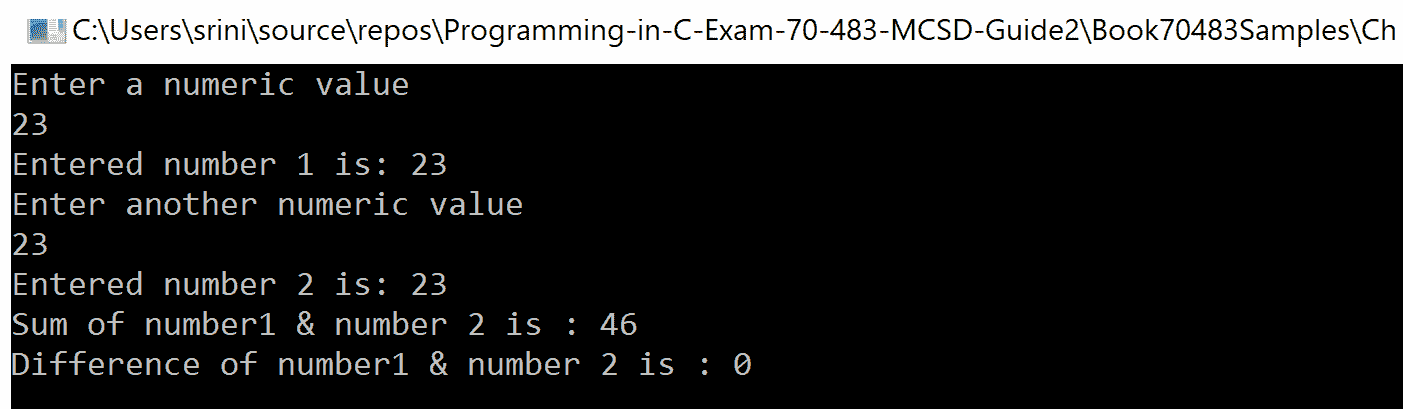 C:\Users\srini\source\repos\Programming-in-C-Exam-70-483-MCSD-Guide2\Book70483Samples\Ch
Enter a numeric value
23
Entered number 1 is: 23
Enter another numeric value
23
Entered number 2 is: 23
Sum of number1 & number 2 is : 46
Difference of number1 & number 2 is : 0